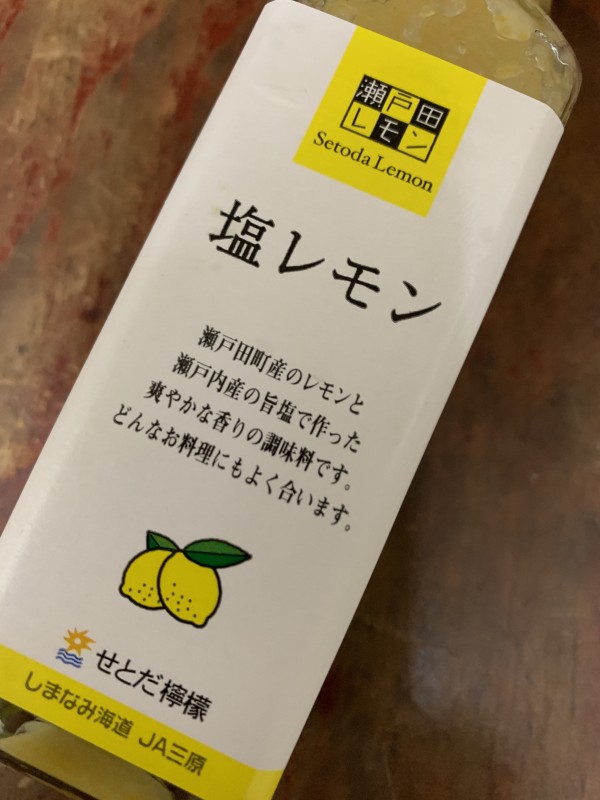 瀬戸田
レモン
Setoda Lemon
塩レモン
瀬戸田町産のレモンと
瀬戸内産の旨塩で作った
爽やかな香りの調味料です。
どんなお料理にもよく合います。
せとだ檸檬
しまなみ海道 JA三原